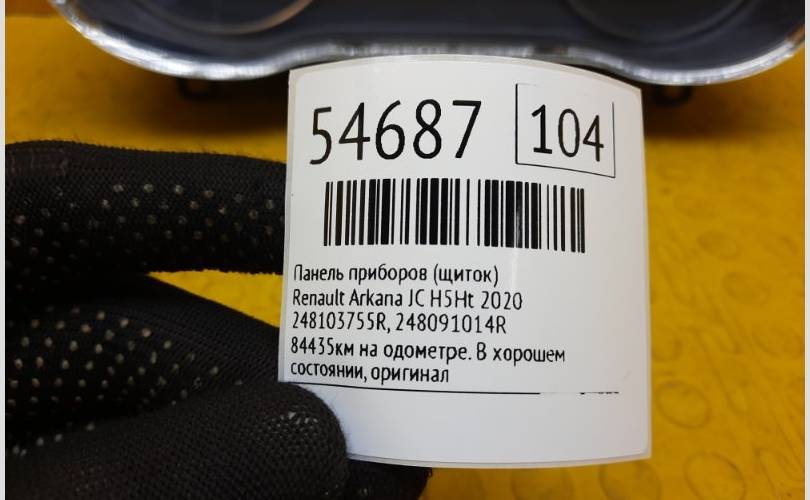 54687 104
Панель приборов (щиток)
Renault Arkana JC H5Ht 2020
248103755R, 248091014R
84435км на одометре. В хорошем
состоянии, оригинал